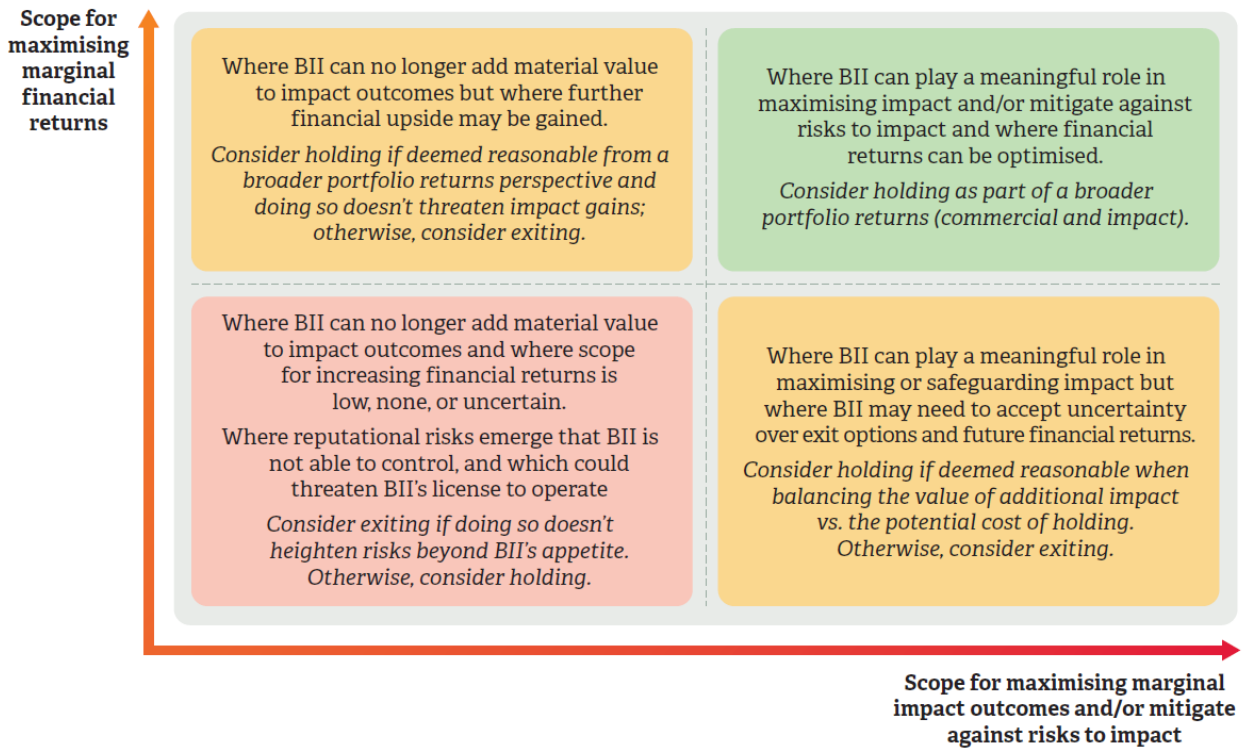 Scope for
maximising
marginal
financial
returns
Where BII can no longer add material value
to impact outcomes but where further
financial upside may be gained.
Consider holding if deemed reasonable from a
broader portfolio returns perspective and
doing so doesn't threaten impact gains;
otherwise, consider exiting.
Where BII can play a meaningful role in
maximising impact and/or mitigate against
risks to impact and where financial
returns can be optimised.
Consider holding as part of a broader
portfolio returns (commercial and impact).
Where BII can no longer add material value
to impact outcomes and where scope
for increasing financial returns is
low, none, or uncertain.
Where reputational risks emerge that BII is
not able to control, and which could
threaten BII's license to operate
Consider exiting if doing so doesn't
heighten risks beyond BII's appetite.
Otherwise, consider holding.
Where BII can play a meaningful role in
maximising or safeguarding impact but
where BII may need to accept uncertainty
over exit options and future financial returns.
Consider holding if deemed reasonable when
balancing the value of additional impact
vs. the potential cost of holding.
Otherwise, consider exiting.
Scope for maximising marginal
impact outcomes and/or mitigate
against risks to impact